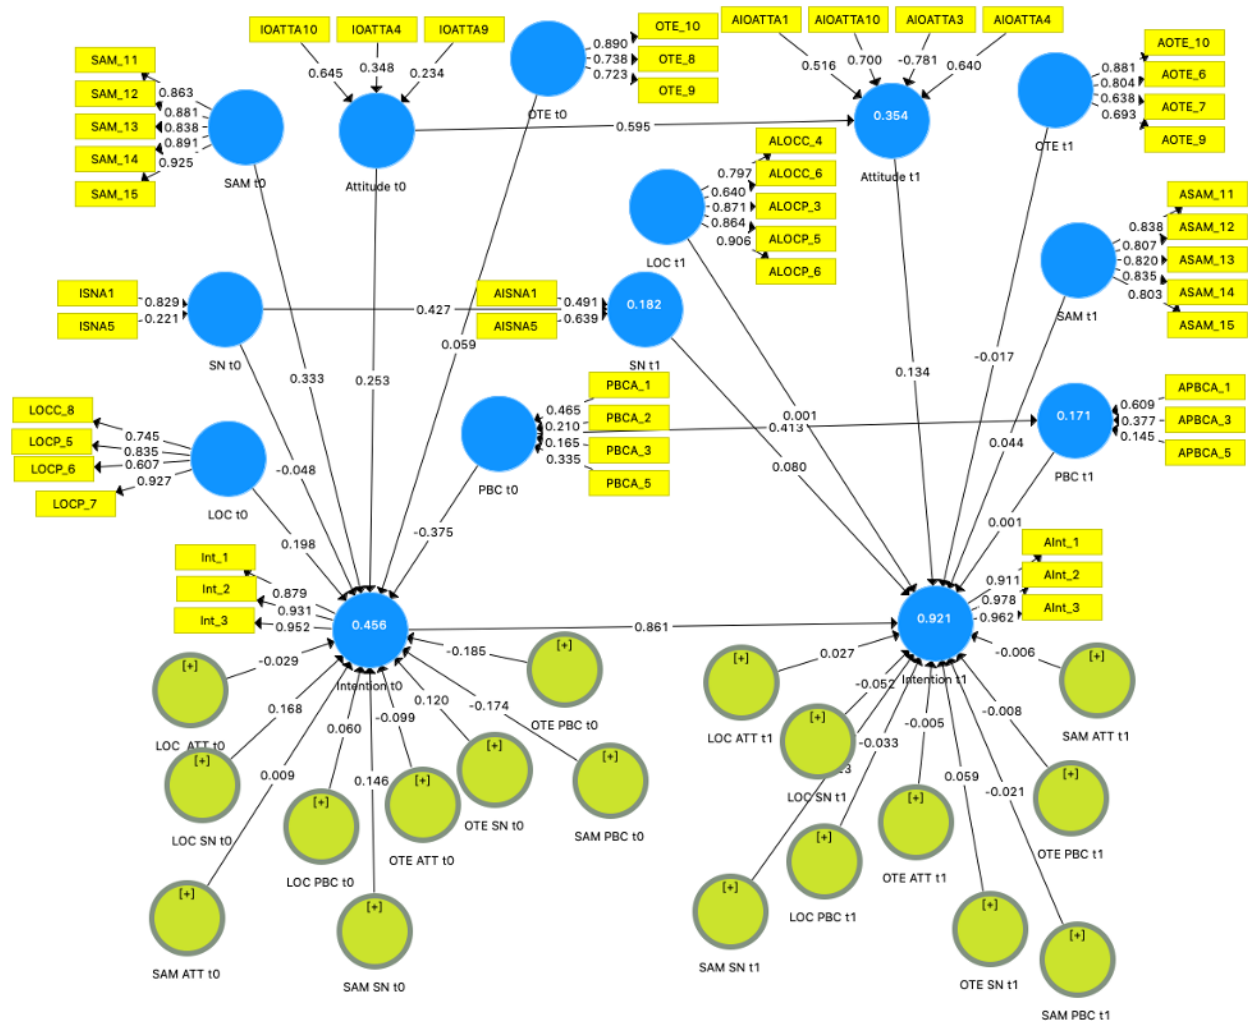 IOATTA10
IOATTA4
IOATTA9
0.645
0.348
0.234
Attitude t0
OTE_10
OTE_8
OTE_9
0.890
0.738
0.723
OTE t0
AIOATTA1
AIOATTA10
AIOATTA3
AIOATTA4
0.516
0.700
-0.781
0.640
0.354
Attitude t1
AOTE_10
AOTE_6
AOTE_7
AOTE_9
0.881
0.804
0.638
0.693
OTE t1
SAM_11
SAM_12
SAM_13
SAM_14
SAM_15
0.863
0.881
0.838
0.891
0.925
SAM t0
0.595
ALOCC_4
ALOCC_6
ALOCP_3
ALOCP_5
ALOCP_6
0.797
0.640
0.871
0.864
0.906
LOC t1
ASAM_11
ASAM_12
ASAM_13
ASAM_14
ASAM_15
0.838
0.807
0.820
0.835
0.803
SAM t1
ISNA1
ISNA5
0.829
0.221
SN t0
0.427
AISNA1
AISNA5
0.491
0.639
0.182
SN t1
0.059
0.333
0.253
0.134
-0.017
0.044
LOCC_8
LOCP_5
LOCP_6
LOCP_7
0.745
0.835
0.607
0.927
LOC t0
-0.048
0.198
PBCA_1
PBCA_2
PBCA_3
PBCA_5
0.465
0.210
0.165
0.335
PBC t0
-0.375
0.001
0.413
0.080
0.171
PBC t1
APBCA_1
APBCA_3
APBCA_5
0.609
0.377
0.145
0.001
Int_1
Int_2
Int_3
0.879
0.931
0.952
0.456
Intention t0
0.861
AInt_1
AInt_2
AInt_3
0.911
0.978
0.962
0.921
Intention t1
[+]
LOC ATT t0
-0.029
[+]
LOC SN t0
0.168
[+]
SAM ATT t0
0.009
[+]
LOC PBC t0
0.060
[+]
SAM SN t0
0.146
[+]
OTE ATT t0
-0.099
[+]
OTE SN t0
0.120
[+]
SAM PBC t0
-0.174
[+]
OTE PBC t0
-0.185
[+]
LOC ATT t1
0.027
[+]
LOC SN t1
-0.052
[+]
SAM SN t1
[+]
LOC PBC t1
-0.033
[+]
OTE ATT t1
-0.005
[+]
OTE SN t1
0.059
[+]
SAM PBC t1
-0.021
[+]
OTE PBC t1
-0.008
[+]
SAM ATT t1
-0.006